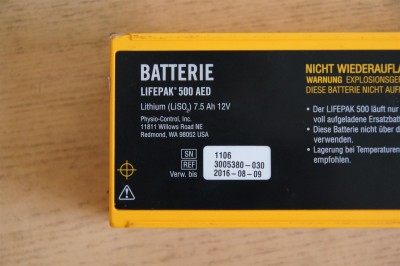 BATTERIE
LIFEPAK® 500 AED
Lithium (LiSO₂) 7.5 Ah 12V
Physio-Control, Inc.
11811 Willows Road NE
Redmond, WA 98052 USA
SN 1106
REF 3005380-030
Verw. bis 2016-08-09
NICHT WIEDERAUFLA
WARNUNG EXPLOSIONSGE
DIESE BATTERIE NICHT AUF
• Der LIFEPAK 500 läuft nur
voll aufgeladene Ersatzbatt
• Diese Batterie nicht über d
verwenden.
• Lagerung bei Temperaturen
empfohlen.